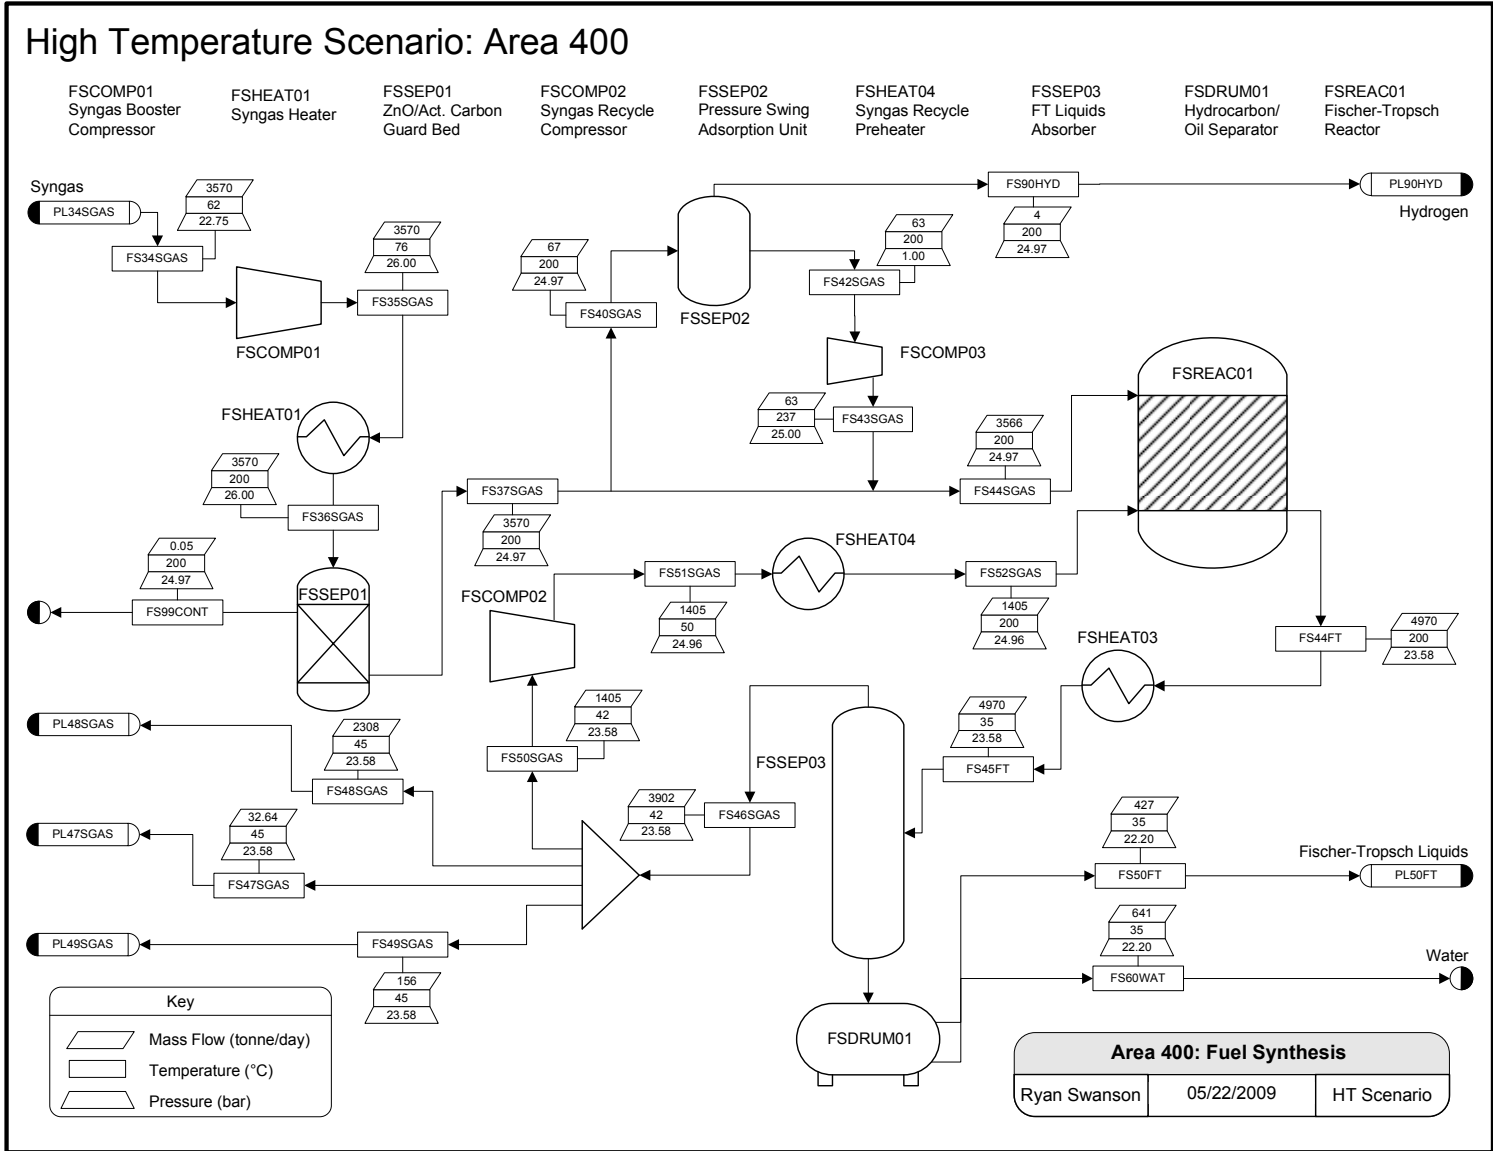 High Temperature Scenario: Area 400
FSCOMP01
Syngas Booster
Compressor
FSHEAT01
Syngas Heater
FSSEP01
ZnO/Act. Carbon
Guard Bed
FSCOMP02
Syngas Recycle
Compressor
FSSEP02
Pressure Swing
Adsorption Unit
FSHEAT04
Syngas Recycle
Preheater
FSSEP03
FT Liquids
Absorber
FSDRUM01
Hydrocarbon/
Oil Separator
FSREAC01
Fischer-Tropsch
Reactor
Syngas
PL34SGAS
3570
62
22.75
FS34SGAS
FSCOMP01
3570
76
26.00
FS35SGAS
FSHEAT01
3570
200
26.00
FS36SGAS
0.05
200
24.97
FS99CONT
FSSEP01
67
200
24.97
FS40SGAS
FSSEP02
63
200
1.00
FS42SGAS
FSCOMP03
63
237
25.00
FS43SGAS
FS90HYD
4
200
24.97
PL90HYD
Hydrogen
FS37SGAS
3570
200
24.97
3566
200
24.97
FS44SGAS
FSREAC01
FSCOMP02
FS51SGAS
1405
50
24.96
FSHEAT04
FS52SGAS
1405
200
24.96
FSHEAT03
FS44FT
4970
200
23.58
4970
35
23.58
FS45FT
FSSEP03
1405
42
23.58
FS50SGAS
3902
42
23.58
FS46SGAS
PL48SGAS
2308
45
23.58
FS48SGAS
PL47SGAS
32.64
45
23.58
FS47SGAS
PL49SGAS
FS49SGAS
156
45
23.58
427
35
22.20
FS50FT
Fischer-Tropsch Liquids
PL50FT
641
35
22.20
FS60WAT
Water
FSDRUM01
Key
Mass Flow (tonne/day)
Temperature (°C)
Pressure (bar)
Area 400: Fuel Synthesis
Ryan Swanson
05/22/2009
HT Scenario